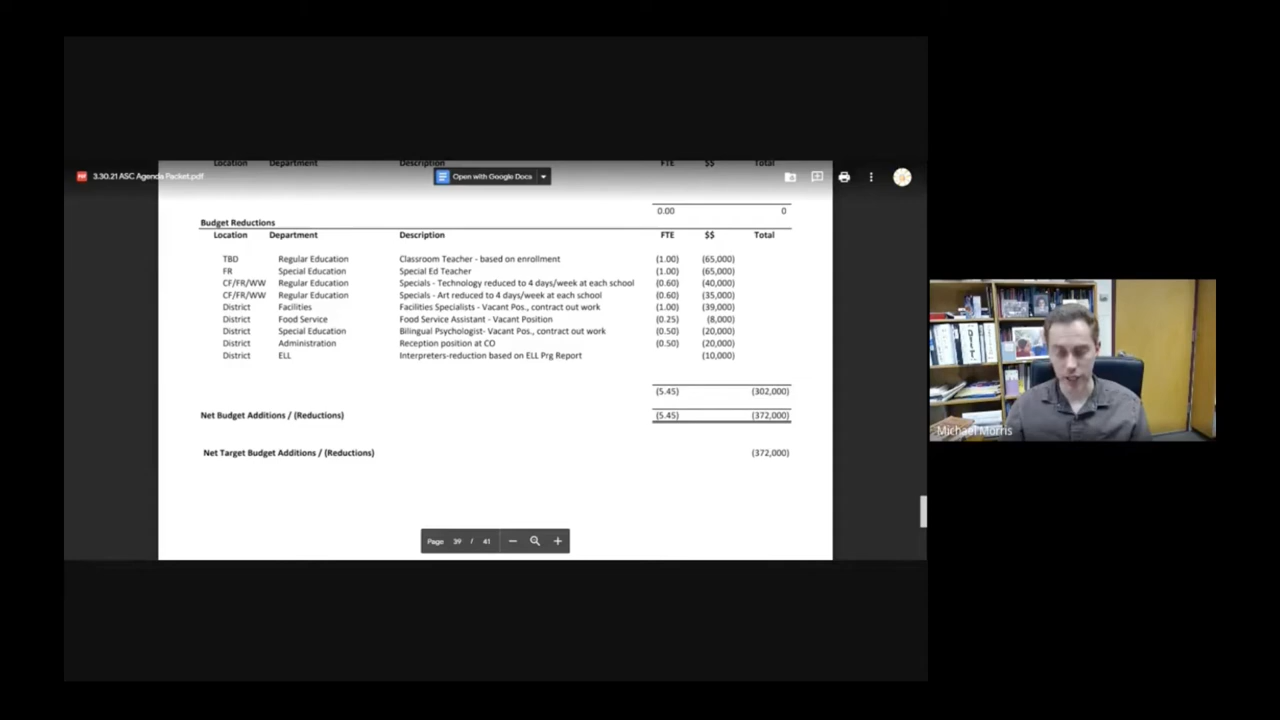 Location Department Description FTE $$ Total
3.30.21 ASC Agenda Packet.pdf
Open with Google Docs
0.00 0
Budget Reductions
Location Department Description FTE $$ Total
TBD Regular Education Classroom Teacher - based on enrollment (1.00) (65,000)
FR Special Education Special Ed Teacher (1.00) (65,000)
CF/FR/WW Regular Education Specials - Technology reduced to 4 days/week at each school (0.60) (40,000)
CF/FR/WW Regular Education Specials - Art reduced to 4 days/week at each school (0.60) (35,000)
District Facilities Facilities Specialists - Vacant Pos., contract out work (1.00) (39,000)
District Food Service Food Service Assistant - Vacant Position (0.25) (8,000)
District Special Education Bilingual Psychologist- Vacant Pos., contract out work (0.50) (20,000)
District Administration Reception position at CO (0.50) (20,000)
District ELL Interpreters-reduction based on ELL Prg Report (10,000)
(5.45) (302,000)
Net Budget Additions / (Reductions) (5.45) (372,000)
Net Target Budget Additions / (Reductions) (372,000)
Page 39 / 41
Michael Morris